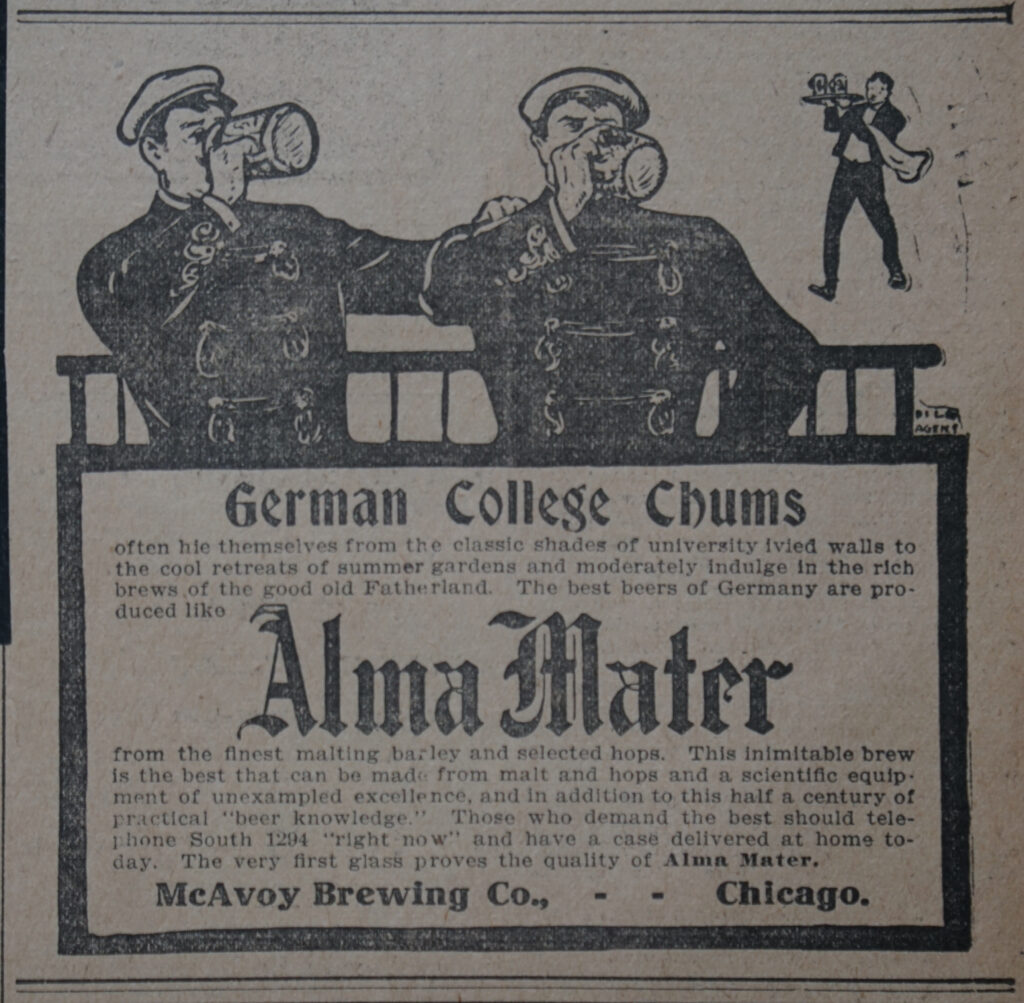 DILG
AGENT
German College Chums
often hie themselves from the classic shades of university ivied walls to
the cool retreats of summer gardens and moderately indulge in the rich
brews of the good old Fatherland. The best beers of Germany are pro-
duced like
Alma Mater
from the finest malting barley and selected hops. This inimitable brew
is the best that can be made from malt and hops and a scientific equip-
ment of unexampled excellence, and in addition to this half a century of
practical "beer knowledge." Those who demand the best should tele-
phone South 1294 "right now" and have a case delivered at home to-
day. The very first glass proves the quality of Alma Mater.
McAvoy Brewing Co., - - Chicago.